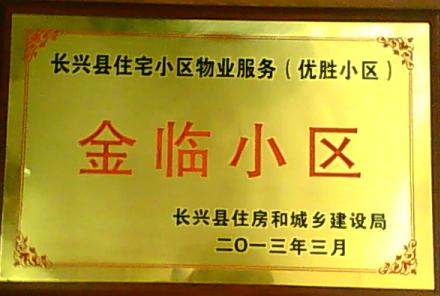 长兴县住宅小区物业服务（优胜小区）
金临小区
长兴县住房和城乡建设局
二〇一三年三月